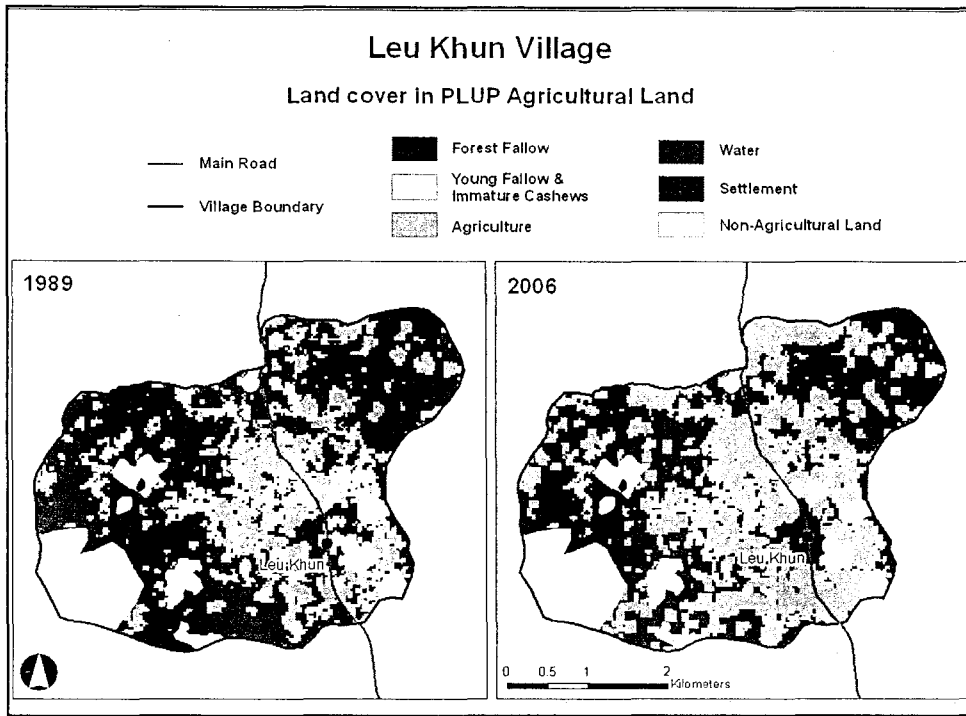 Leu Khun Village
Land cover in PLUP Agricultural Land
Main Road
Village Boundary
Forest Fallow
Young Fallow &
Immature Cashews
Agriculture
Water
Settlement
Non-Agricultural Land
1989
Leu Khun
2006
Leu Khun
0 0.5 1 2
Kilometers